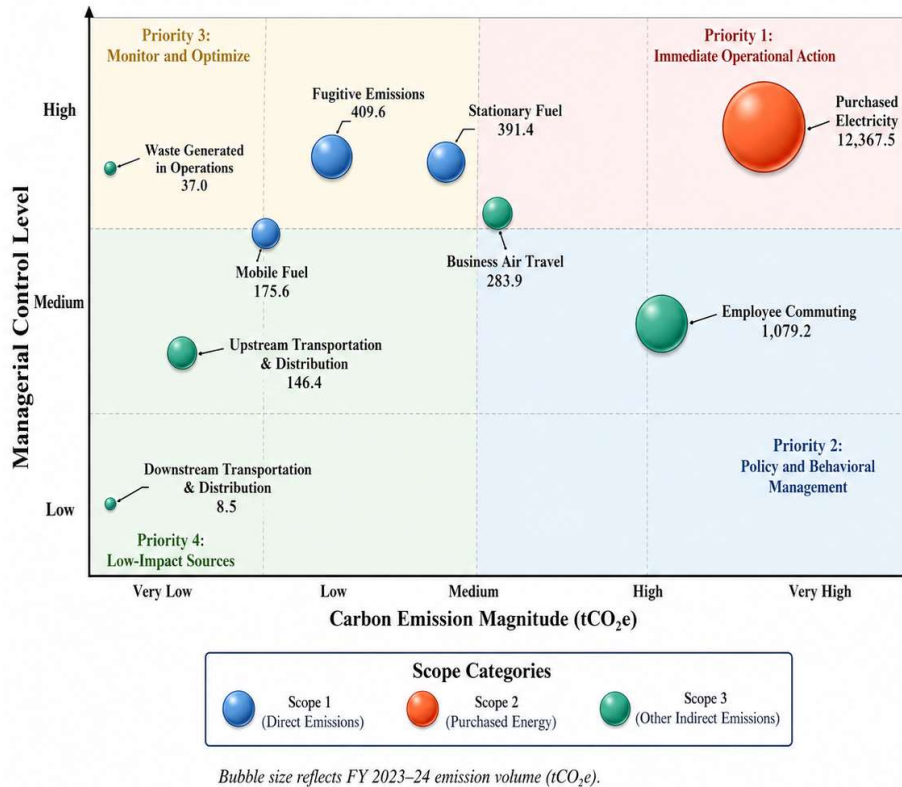 Priority 3:
Monitor and Optimize
Priority 1:
Immediate Operational Action
Managerial Control Level
High
Medium
Low
Fugitive Emissions
409.6
Stationary Fuel
391.4
Purchased
Electricity
12,367.5
Waste Generated
in Operations
37.0
Mobile Fuel
175.6
Business Air Travel
283.9
Employee Commuting
1,079.2
Upstream Transportation
& Distribution
146.4
Downstream Transportation
& Distribution
8.5
Priority 2:
Policy and Behavioral
Management
Priority 4:
Low-Impact Sources
Very Low
Low
Medium
High
Very High
Carbon Emission Magnitude (tCO₂e)
Scope Categories
Scope 1
(Direct Emissions)
Scope 2
(Purchased Energy)
Scope 3
(Other Indirect Emissions)
Bubble size reflects FY 2023–24 emission volume (tCO₂e).